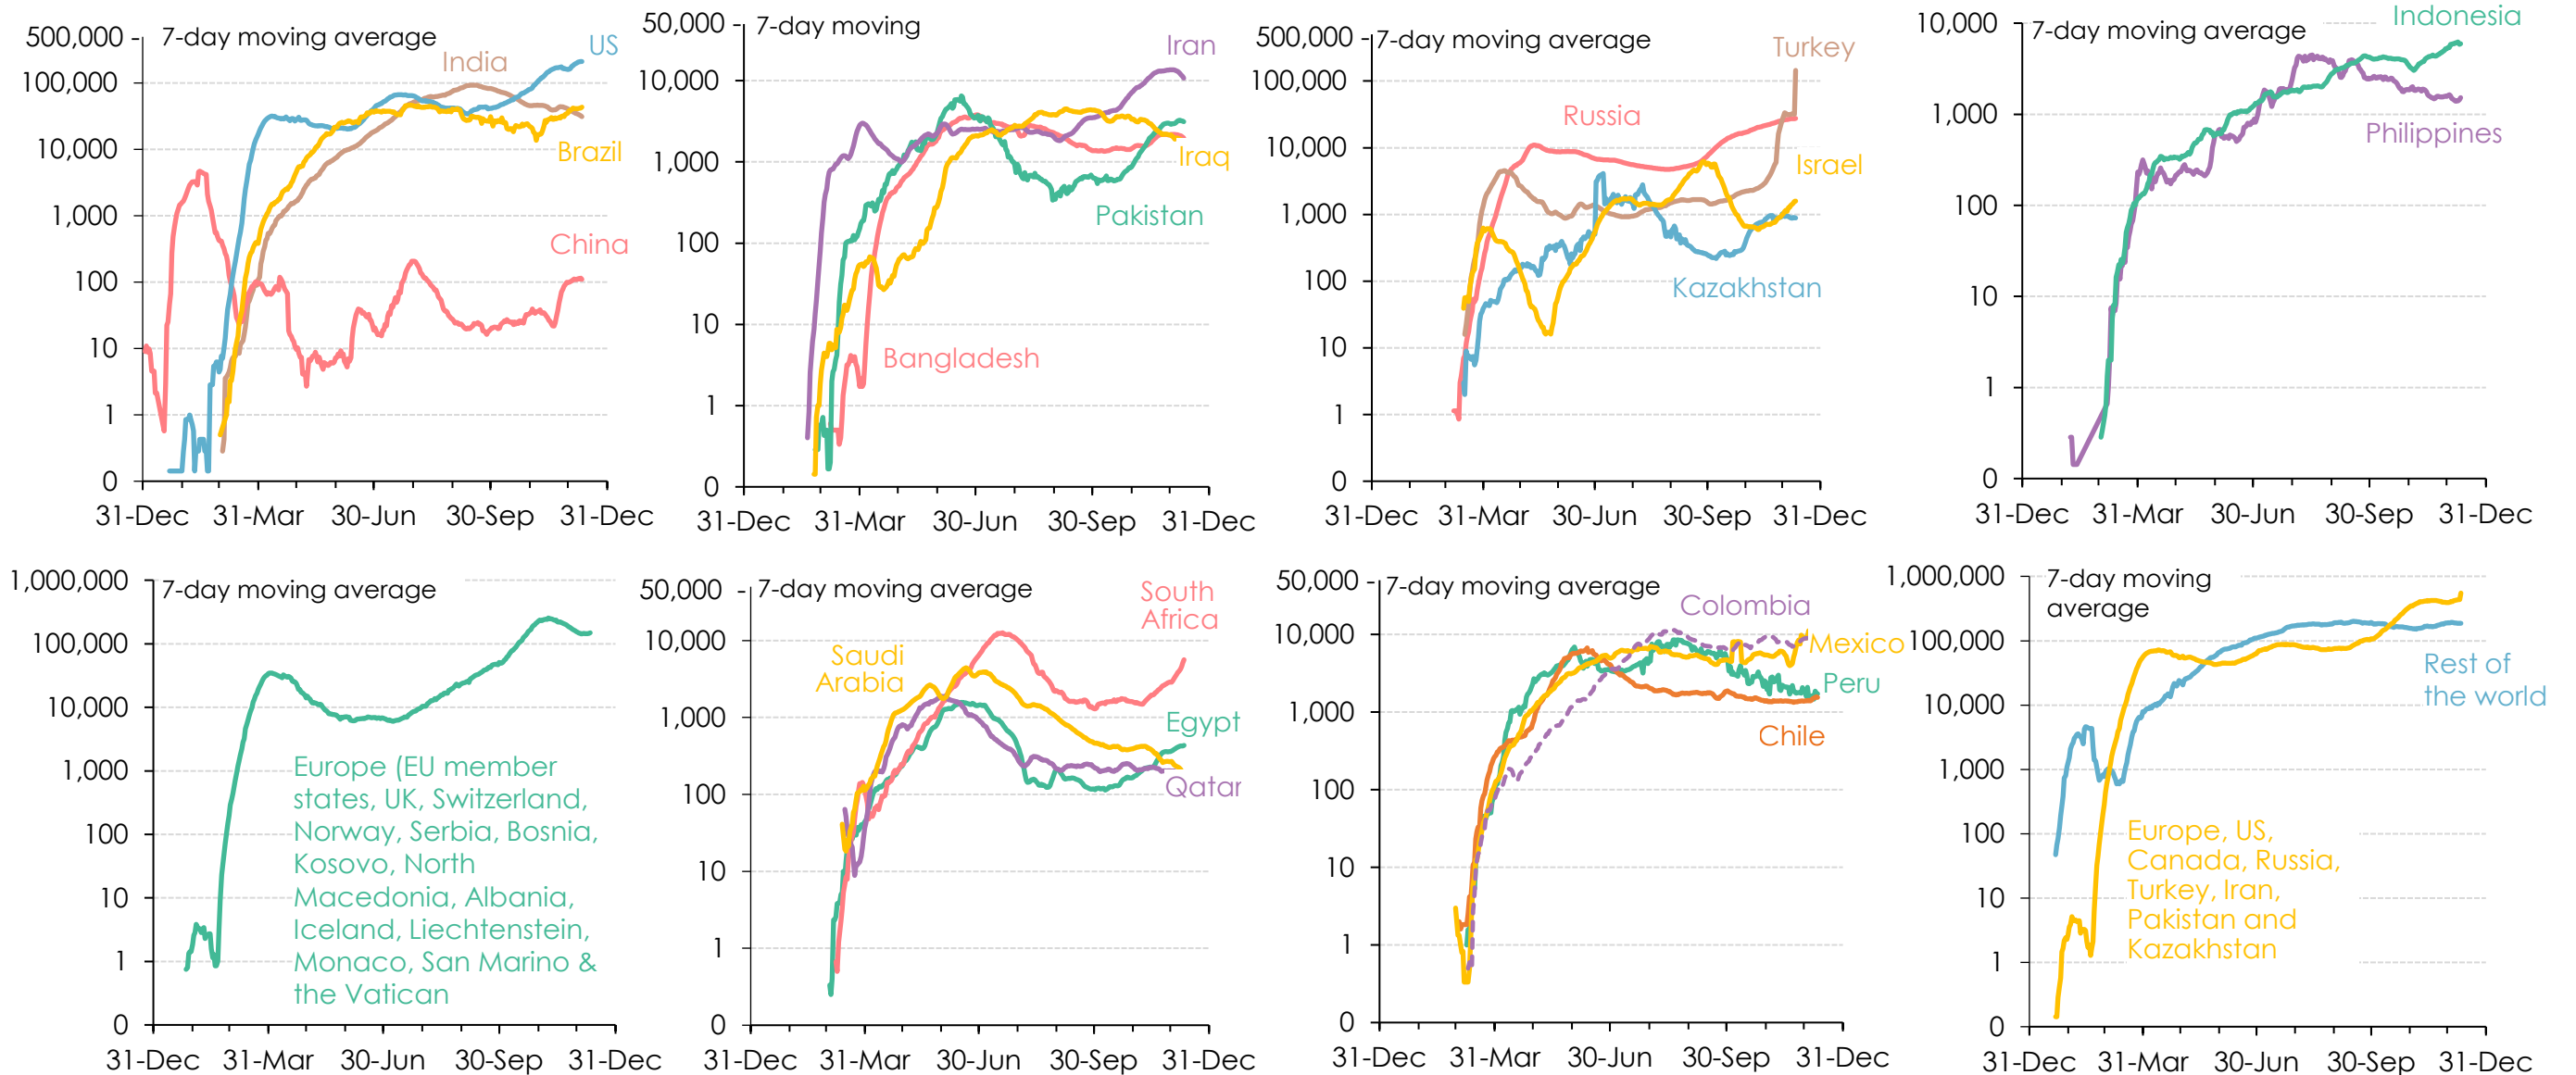 500,000
7-day moving average
US
India
100,000
10,000
Brazil
1,000
China
100
10
1
0
31-Dec 31-Mar 30-Jun 30-Sep 31-Dec
50,000
7-day moving
Iran
10,000
1,000
Iraq
Pakistan
100
10
Bangladesh
1
0
31-Dec 31-Mar 30-Jun 30-Sep 31-Dec
500,000
7-day moving average
Turkey
100,000
Russia
10,000
Israel
1,000
Kazakhstan
100
10
1
0
31-Dec 31-Mar 30-Jun 30-Sep 31-Dec
10,000
Indonesia
7-day moving average
1,000
Philippines
100
10
1
0
31-Dec 31-Mar 30-Jun 30-Sep 31-Dec
1,000,000
7-day moving average
100,000
10,000
1,000
100
10
1
0
Europe (EU member
states, UK, Switzerland,
Norway, Serbia, Bosnia,
Kosovo, North
Macedonia, Albania,
Iceland, Liechtenstein,
Monaco, San Marino &
the Vatican
31-Dec 31-Mar 30-Jun 30-Sep 31-Dec
50,000
7-day moving average
South
Africa
10,000
Saudi
Arabia
1,000
Egypt
Qatar
100
10
1
0
31-Dec 31-Mar 30-Jun 30-Sep 31-Dec
50,000
7-day moving average
Colombia
10,000
Mexico
Peru
1,000
Chile
100
10
1
0
31-Dec 31-Mar 30-Jun 30-Sep 31-Dec
1,000,000
7-day moving
average
100,000
Rest of
the world
10,000
1,000
100
10
1
0
Europe, US,
Canada, Russia,
Turkey, Iran,
Pakistan and
Kazakhstan
31-Dec 31-Mar 30-Jun 30-Sep 31-Dec